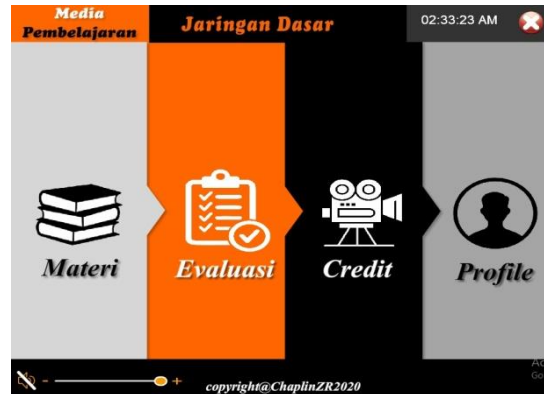 Media
Pembelajaran
Jaringan Dasar
02:33:23 AM
Materi
Evaluasi
Credit
Profile
- +
copyright@ChaplinZR2020